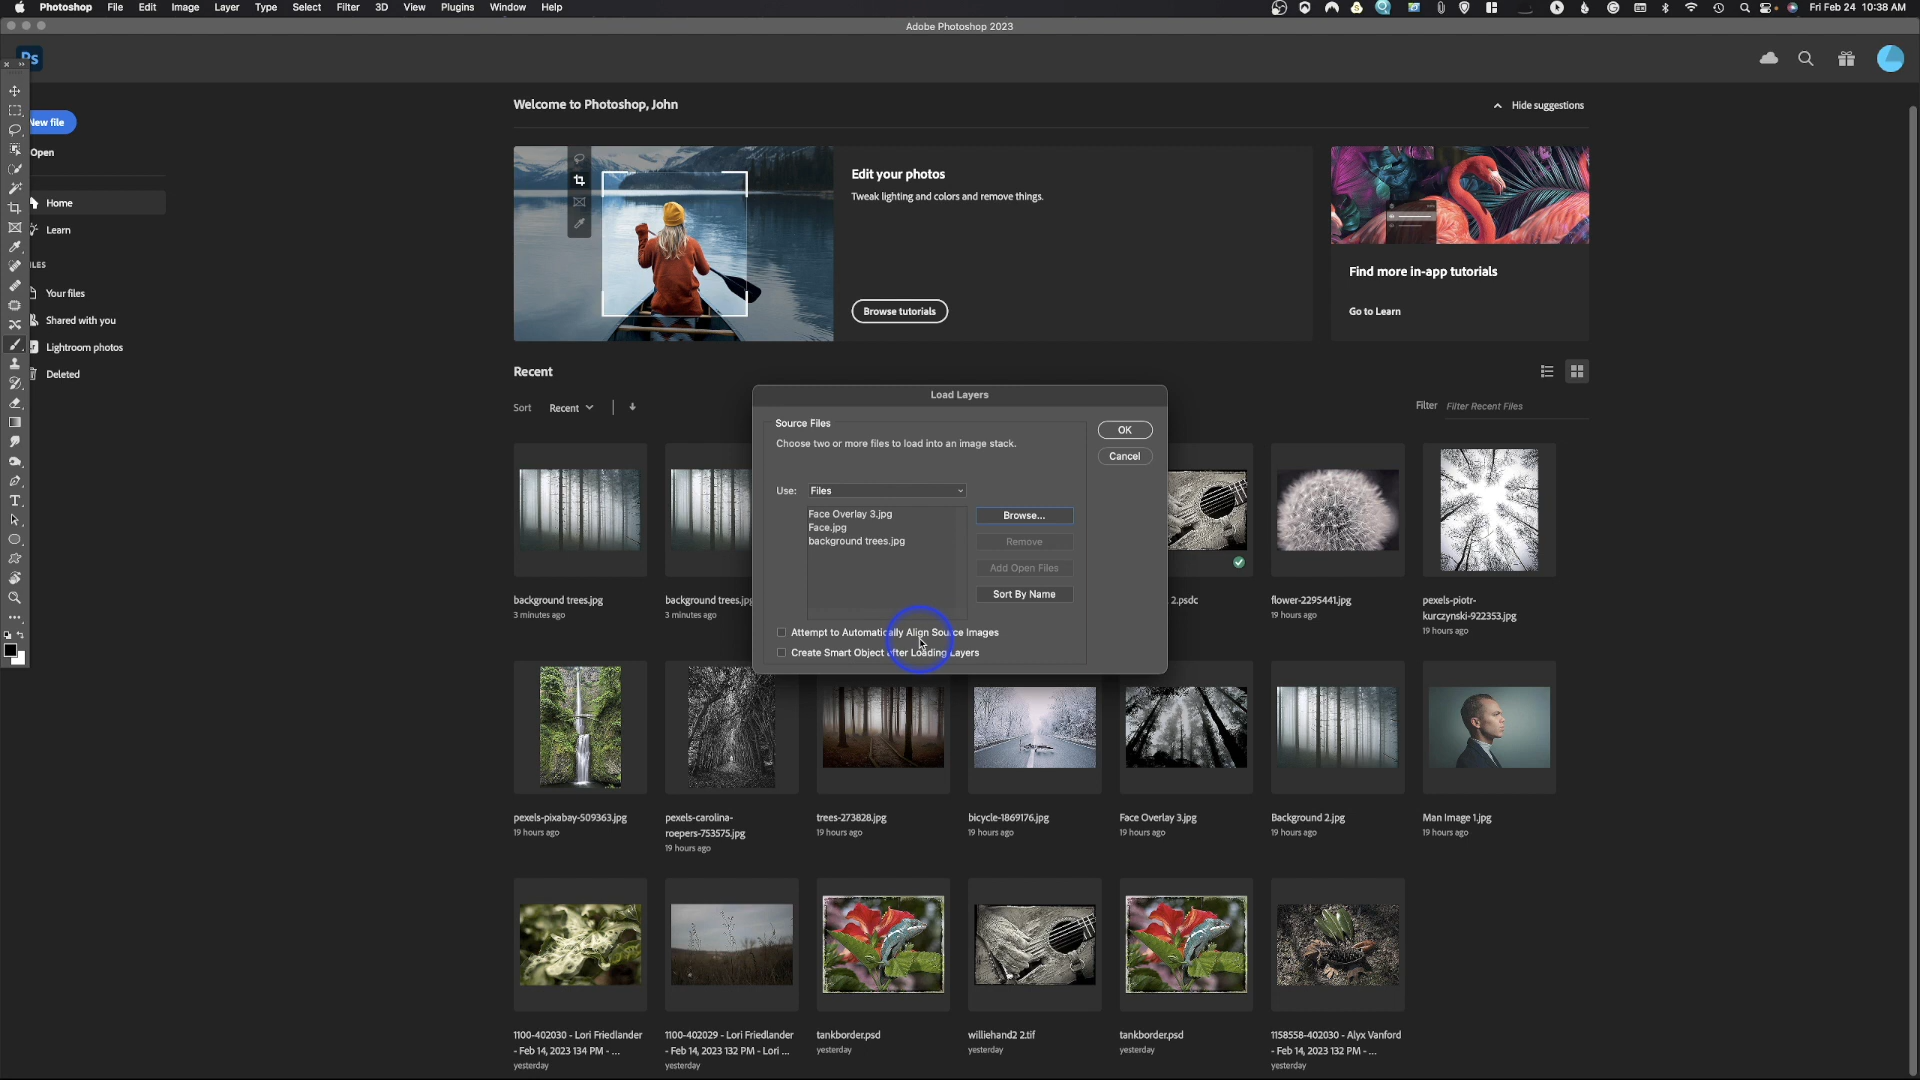 Photoshop File Edit Image Layer Type Select Filter 3D View Plugins Window Help
Fri Feb 24 10:38 AM
Adobe Photoshop 2023
Ps
New file
Open
Home
Learn
ILES
Your files
Shared with you
Lightroom photos
Deleted
Welcome to Photoshop, John
Hide suggestions
Edit your photos
Tweak lighting and colors and remove things.
Browse tutorials
Find more in-app tutorials
Go to Learn
Recent
Sort Recent
Filter Filter Recent Files
Load Layers
Source Files
Choose two or more files to load into an image stack.
OK
Cancel
Use: Files
Face Overlay 3.jpg
Face.jpg
background trees.jpg
Browse...
Remove
Add Open Files
Sort By Name
Attempt to Automatically Align Source Images
Create Smart Object after Loading Layers
background trees.jpg
3 minutes ago
background trees.jpg
3 minutes ago
2.psdc
flower-2295441.jpg
19 hours ago
pexels-piotr-
kurczynski-922353.jpg
19 hours ago
pexels-pixabay-509363.jpg
19 hours ago
pexels-carolina-
roepers-753575.jpg
19 hours ago
trees-273828.jpg
19 hours ago
bicycle-1869176.jpg
19 hours ago
Face Overlay 3.jpg
19 hours ago
Background 2.jpg
19 hours ago
Man Image 1.jpg
19 hours ago
1100-402030 - Lori Friedlander
- Feb 14, 2023 134 PM - ...
yesterday
1100-402029 - Lori Friedlander
- Feb 14, 2023 132 PM - Lori ...
yesterday
tankborder.psd
yesterday
williehand2 2.tif
yesterday
tankborder.psd
yesterday
1158558-402030 - Alyx Vanford
- Feb 14, 2023 132 PM - ...
yesterday